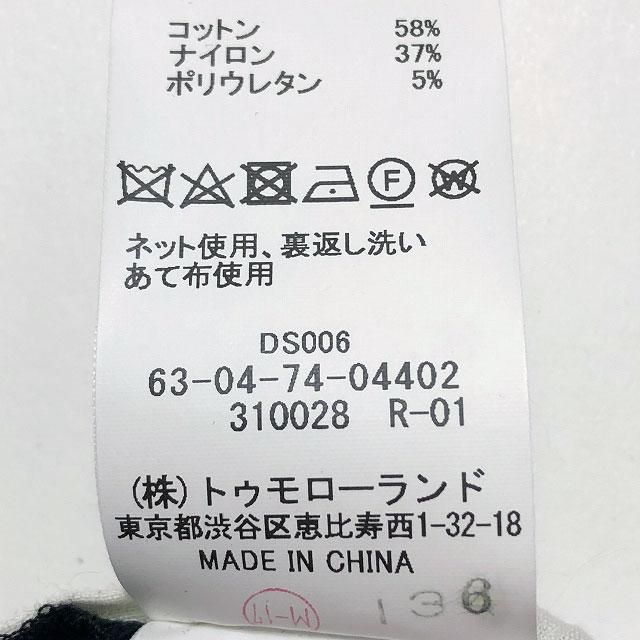 コットン 58%
ナイロン 37%
ポリウレタン 5%
F W
ネット使用、裏返し洗い
あて布使用
DS006
63-04-74-04402
310028 R-01
(株)トゥモローランド
東京都渋谷区恵比寿西1-32-18
MADE IN CHINA
M-17 136